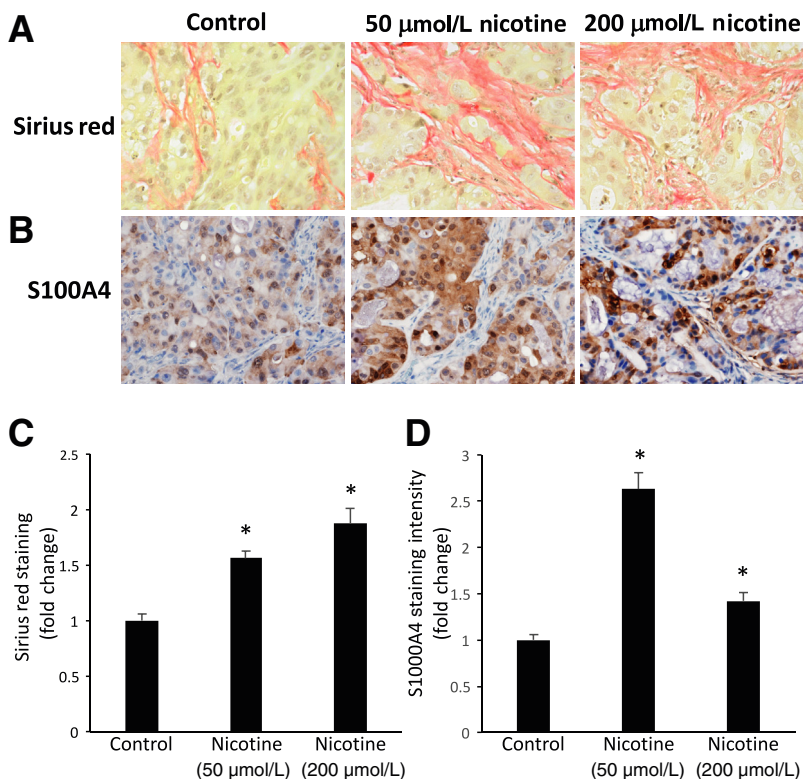 A
Control
50 µmol/L nicotine
200 µmol/L nicotine
Sirius red
B
S100A4
C
Sirius red staining
(fold change)
2.5
2
1.5
1
0.5
0
*
*
Control
Nicotine
(50 µmol/L)
Nicotine
(200 µmol/L)
D
S1000A4 staining intensity
(fold change)
3
2.5
2
1.5
1
0.5
0
*
*
Control
Nicotine
(50 µmol/L)
Nicotine
(200 µmol/L)